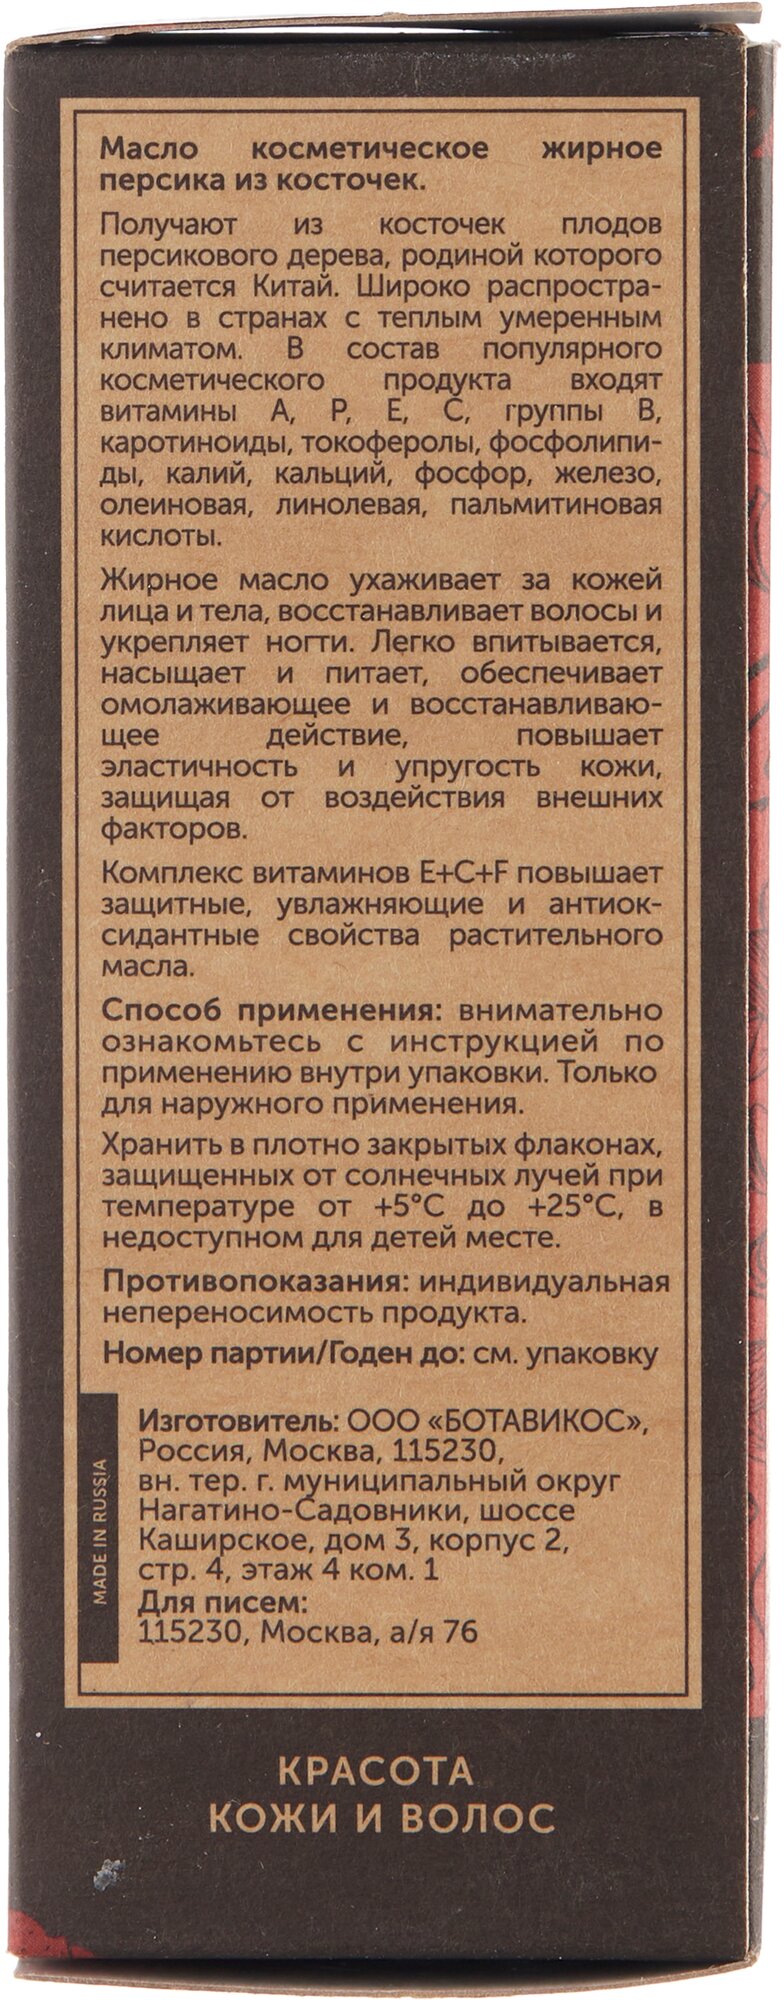 Масло косметическое жирное
персика из косточек.
Получают из косточек плодов
персикового дерева, родиной которого
считается Китай. Широко распростра-
нено в странах с теплым умеренным
климатом. В состав популярного
косметического продукта входят
витамины А, Р, Е, С, группы В,
каротиноиды, токоферолы, фосфолипи-
ды, калий, кальций, фосфор, железо,
олеиновая, линолевая, пальмитиновая
кислоты.
Жирное масло ухаживает за кожей
лица и тела, восстанавливает волосы и
укрепляет ногти. Легко впитывается,
насыщает и питает, обеспечивает
омолаживающее и восстанавливаю-
щее действие, повышает
эластичность и упругость кожи,
защищая от воздействия внешних
факторов.
Комплекс витаминов E+C+F повышает
защитные, увлажняющие и антиок-
сидантные свойства растительного
масла.
Способ применения: внимательно
ознакомьтесь с инструкцией по
применению внутри упаковки. Только
для наружного применения.
Хранить в плотно закрытых флаконах,
защищенных от солнечных лучей при
температуре от +5°C до +25°C, в
недоступном для детей месте.
Противопоказания: индивидуальная
непереносимость продукта.
Номер партии/Годен до: см. упаковку
MADE IN RUSSIA
Изготовитель: ООО «БОТАВИКОС»,
Россия, Москва, 115230,
вн. тер. г. муниципальный округ
Нагатино-Садовники, шоссе
Каширское, дом 3, корпус 2,
стр. 4, этаж 4 ком. 1
Для писем:
115230, Москва, а/я 76
КРАСОТА
КОЖИ И ВОЛОС